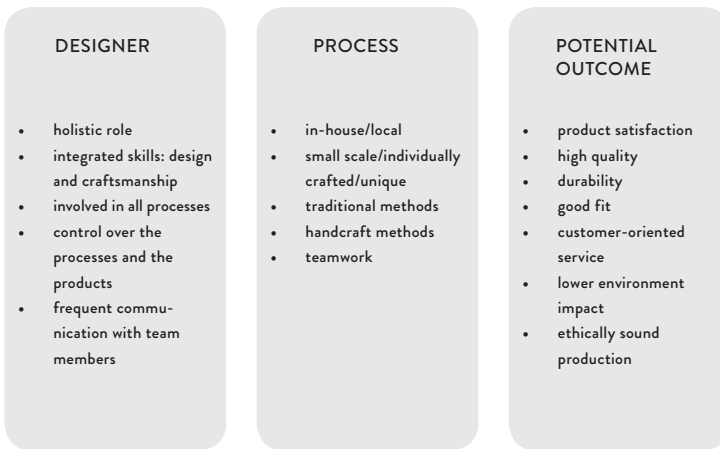 DESIGNER
• holistic role
• integrated skills: design
and craftsmanship
• involved in all processes
• control over the
processes and the
products
• frequent commu-
nication with team
members
PROCESS
• in-house/local
• small scale/individually
crafted/unique
• traditional methods
• handcraft methods
• teamwork
POTENTIAL
OUTCOME
• product satisfaction
• high quality
• durability
• good fit
• customer-oriented
service
• lower environment
impact
• ethically sound
production